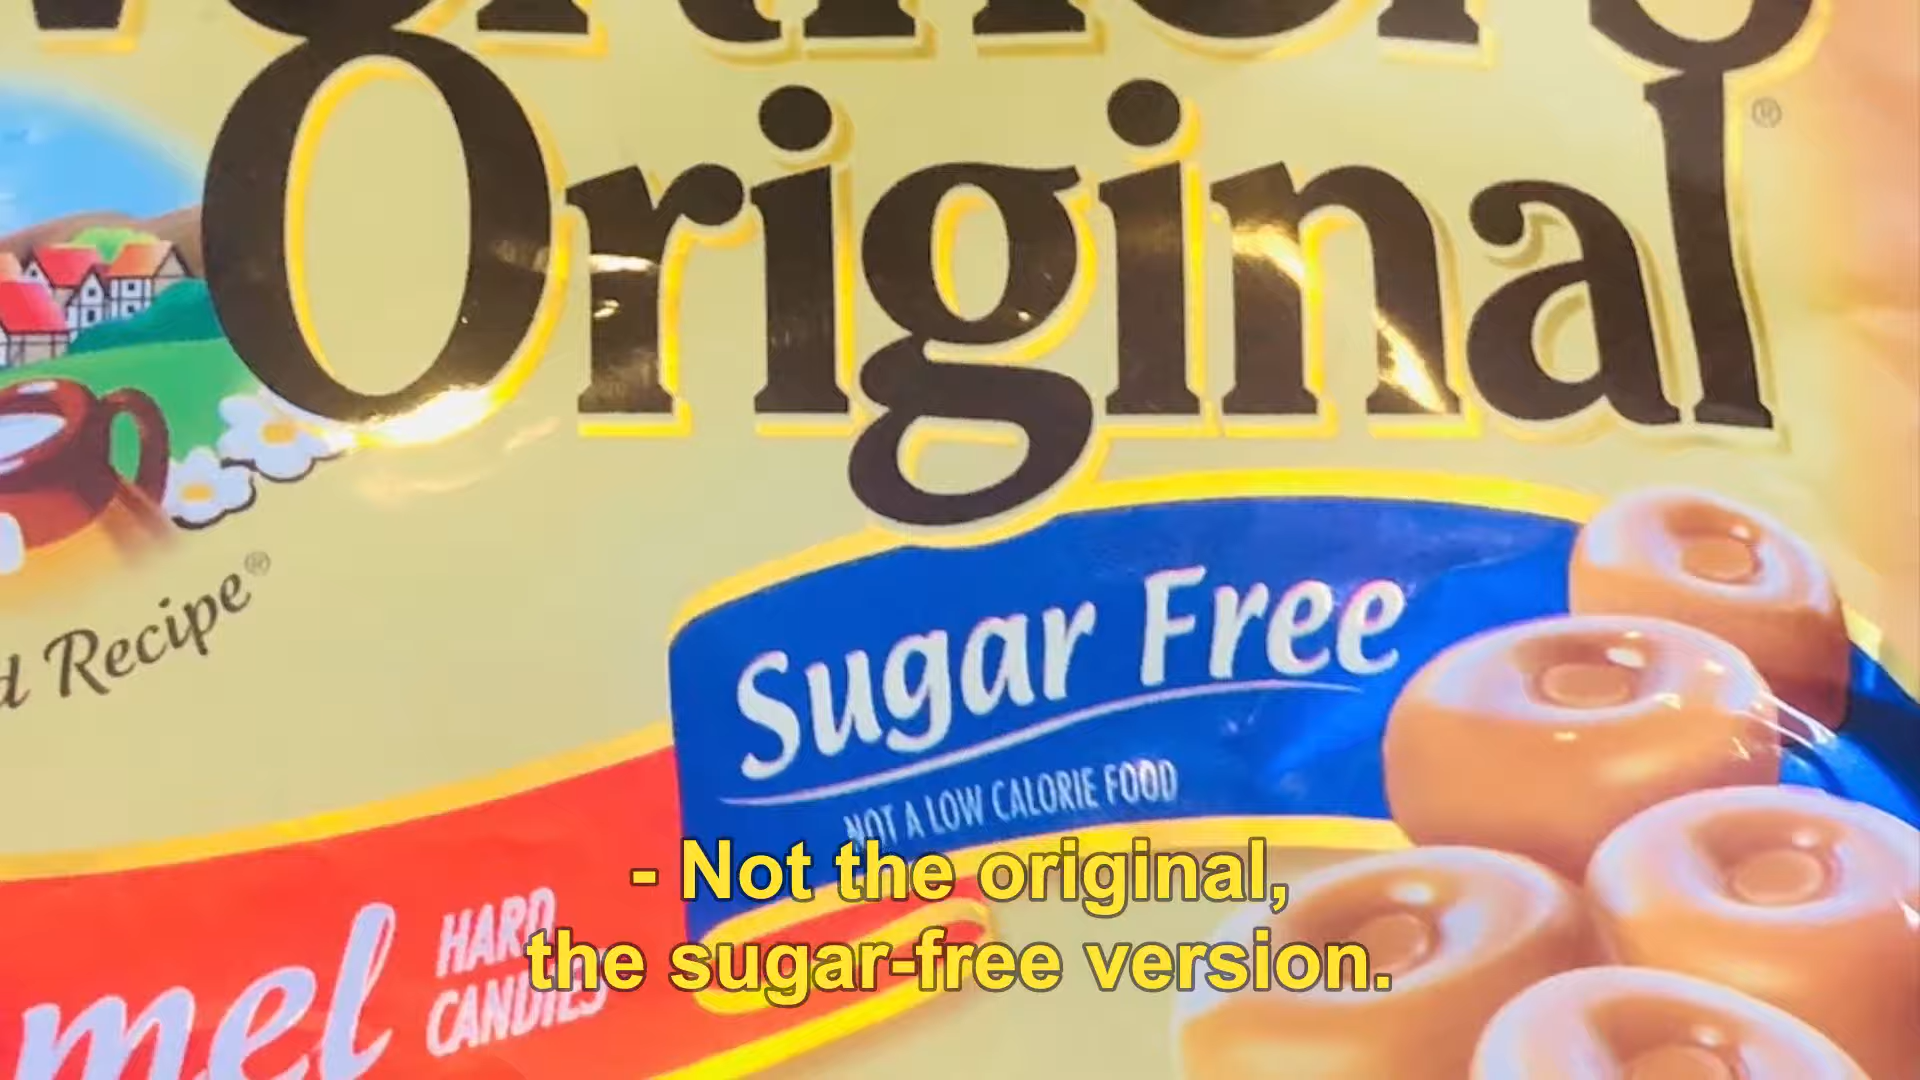 Original
®
d Recipe®
Sugar Free
NOT A LOW CALORIE FOOD
mel
HARD
CANDIES
- Not the original,
the sugar-free version.